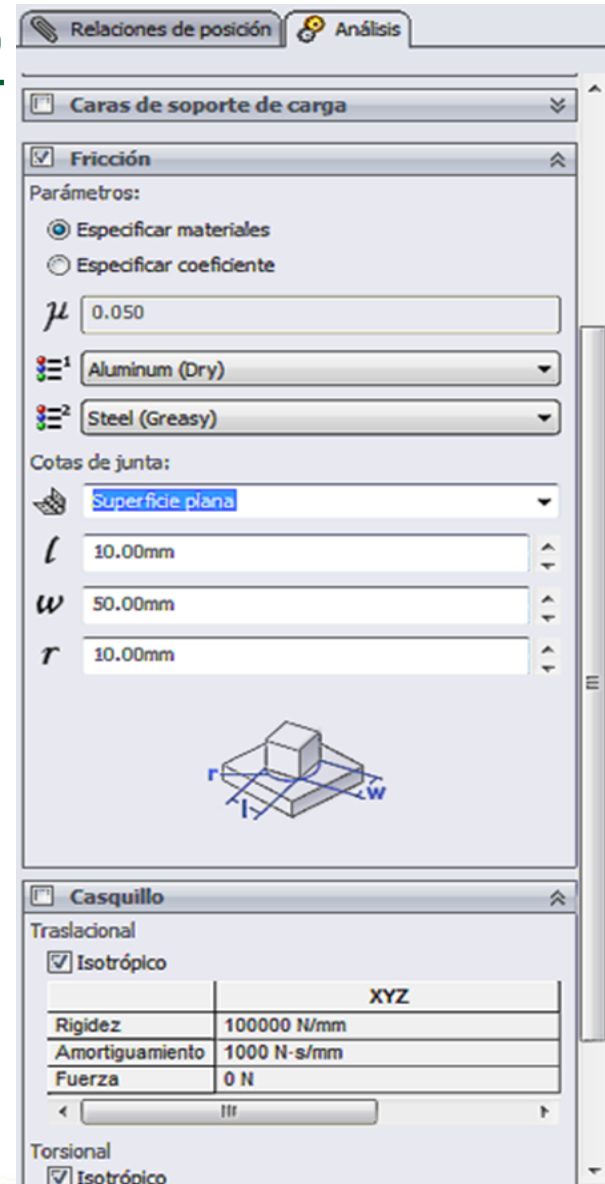 Relaciones de posición Análisis
Caras de soporte de carga
Fricción
Parámetros:
Especificar materiales
Especificar coeficiente
μ 0.050
1 Aluminum (Dry)
2 Steel (Greasy)
Cotas de junta:
Superficie plana
l 10.00mm
w 50.00mm
r 10.00mm
r
l
w
Casquillo
Traslacional
Isotrópico
XYZ
Rigidez 100000 N/mm
Amortiguamiento 1000 N-s/mm
Fuerza 0 N
Torsional
Isotrópico